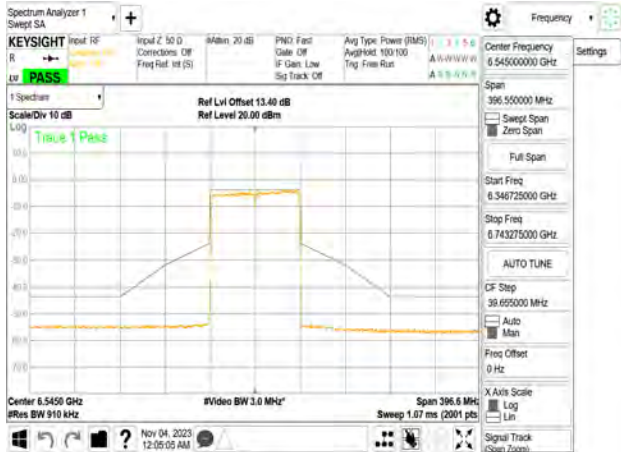 Spectrum Analyzer 1
Swept SA
+
Frequency
KEYSIGHT Input: RF
Input Z: 50 Ω
#Atten: 20 dB
PNO: Fast
Avg Type: Power (RMS)
R
Corrections: Off
Gate: Off
Avg|Hold: 100/100
Freq Ref: Int (S)
IF Gain: Low
Trig: Free Run
LV PASS
Sig Track: Off
Center Frequency
6.545000000 GHz
Settings
Span
396.550000 MHz
Swept Span
Zero Span
Full Span
Start Freq
6.346725000 GHz
Stop Freq
6.743275000 GHz
AUTO TUNE
CF Step
39.655000 MHz
Auto
Man
Freq Offset
0 Hz
X Axis Scale
Log
Lin
Signal Track
(Span Zoom)
1 Spectrum
Scale/Div 10 dB
Ref Lvl Offset 13.40 dB
Ref Level 20.00 dBm
Log
Trace 1 Pass
Center 6.5450 GHz
#Video BW 3.0 MHz*
Span 396.6 MHz
#Res BW 910 kHz
Sweep 1.07 ms (2001 pts
?
Nov 04, 2023
12:05:05 AM